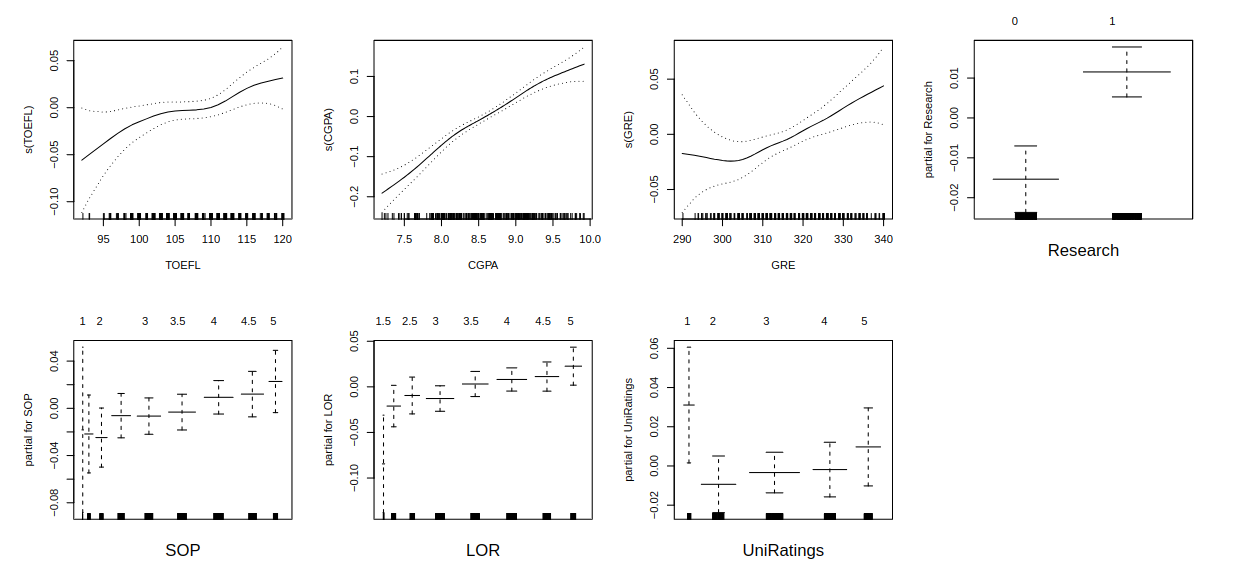 s(TOEFL)
0.05
0.00
−0.05
−0.10
95 100 105 110 115 120
TOEFL
s(CGPA)
0.1
0.0
−0.1
−0.2
7.5 8.0 8.5 9.0 9.5 10.0
CGPA
s(GRE)
0.05
0.00
−0.05
290 300 310 320 330 340
GRE
0 1
partial for Research
0.01
0.00
−0.01
−0.02
Research
1 2 3 3.5 4 4.5 5
partial for SOP
0.04
0.00
−0.04
−0.08
SOP
1.5 2.5 3 3.5 4 4.5 5
partial for LOR
0.05
0.00
−0.05
−0.10
LOR
1 2 3 4 5
partial for UniRatings
0.06
0.04
0.02
0.00
−0.02
UniRatings